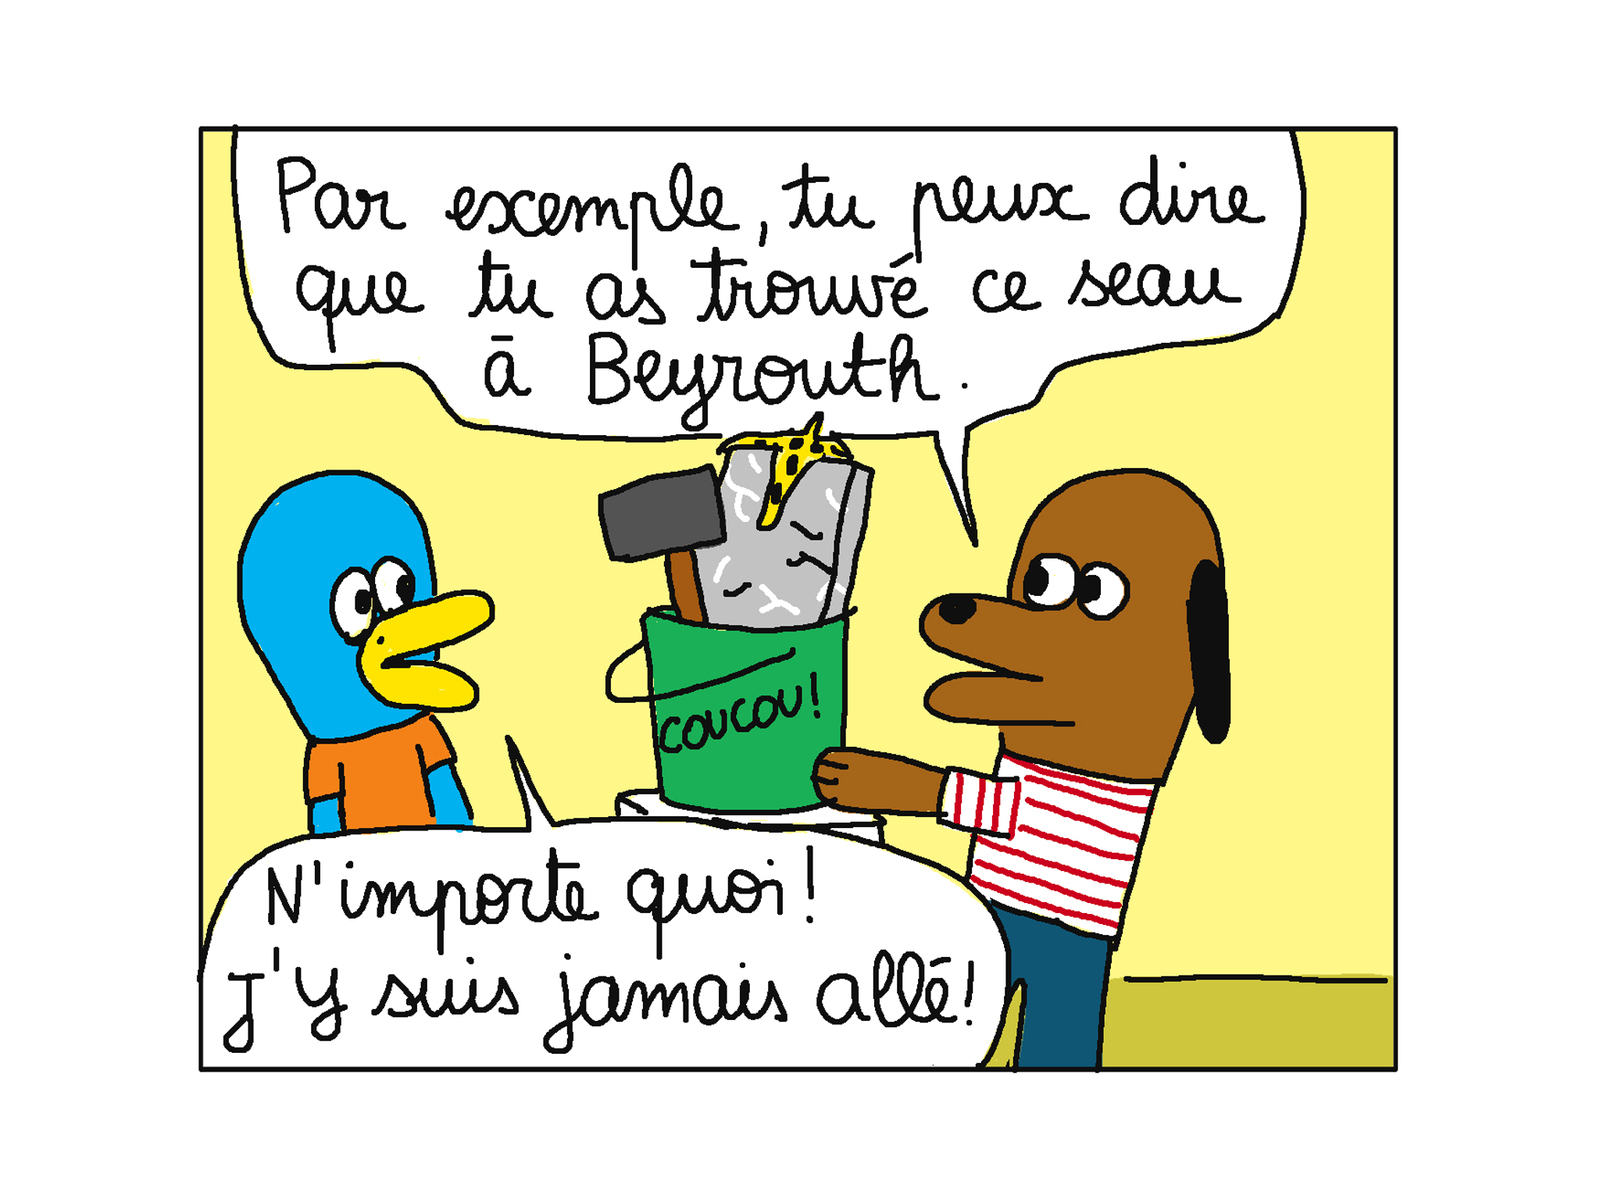 Par exemple, tu peux dire
que tu as trouvé ce seau
à Beyrouth.
COUCOU!
N'importe quoi!
J'y suis jamais allé!